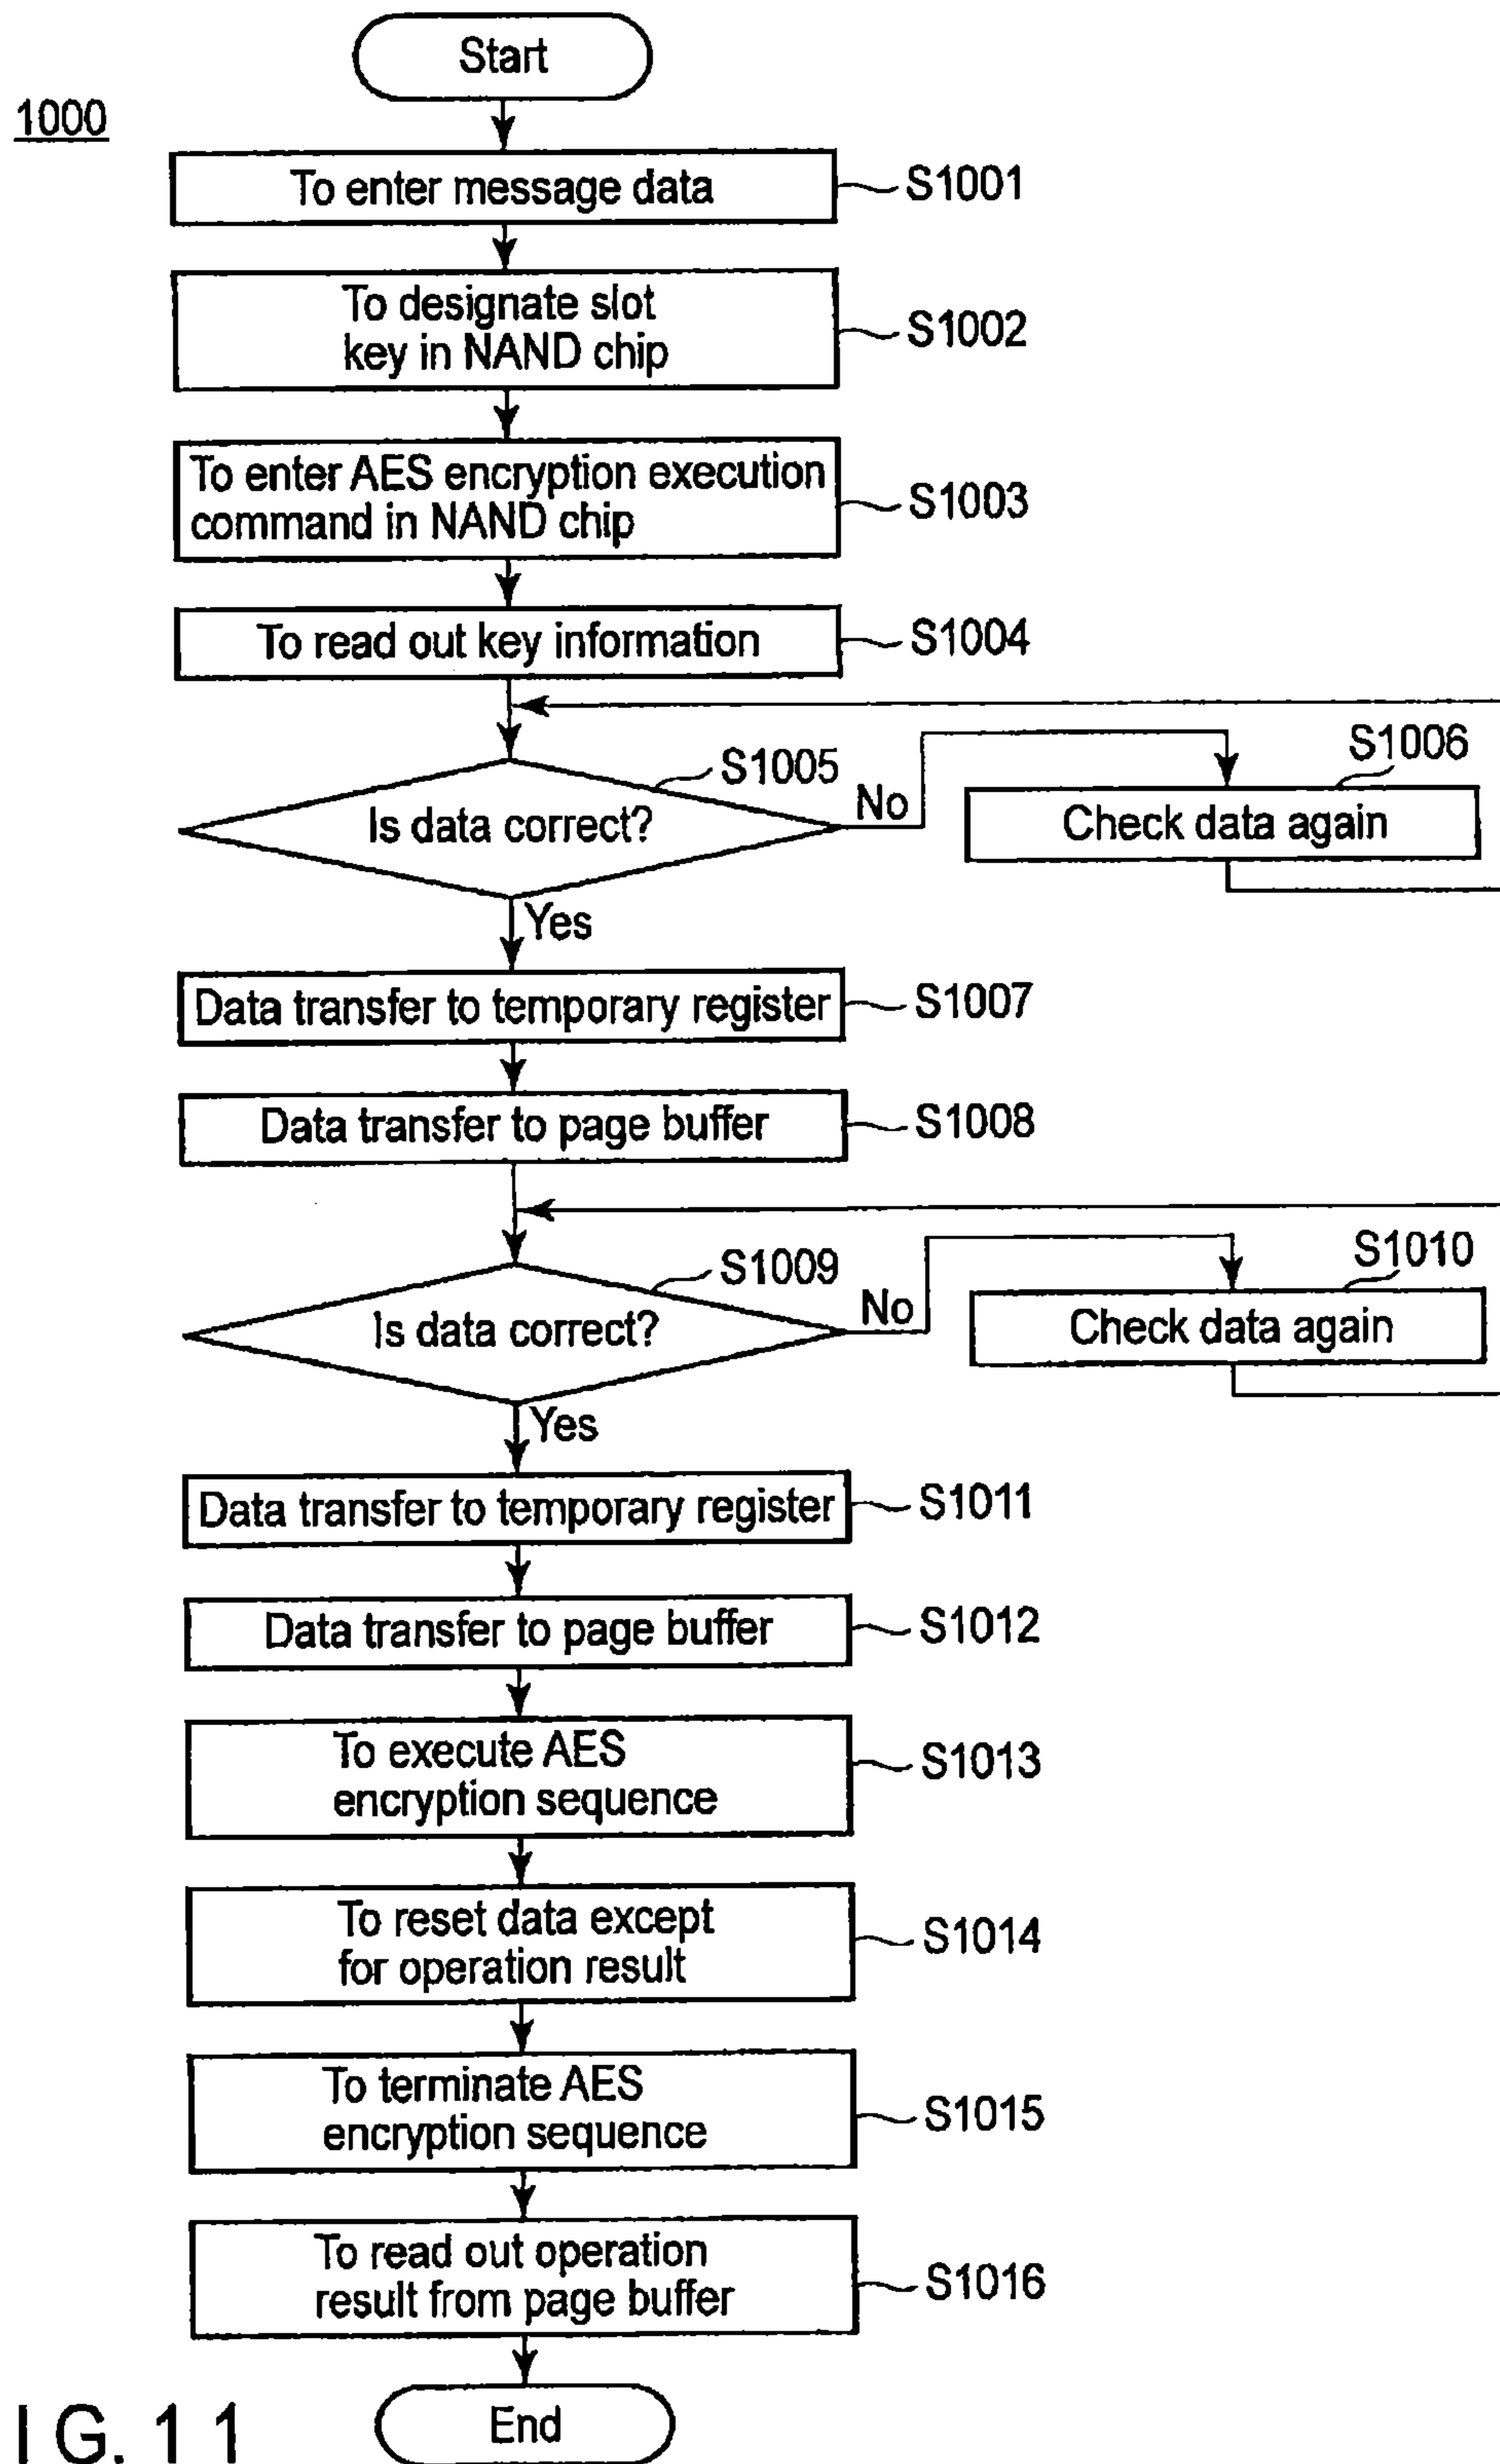 Start
1000
To enter message data
S1001
To designate slot
key in NAND chip
S1002
To enter AES encryption execution
command in NAND chip
S1003
To read out key information
S1004
Is data correct?
S1005
No
Check data again
S1006
Yes
Data transfer to temporary register
S1007
Data transfer to page buffer
S1008
Is data correct?
S1009
No
Check data again
S1010
Yes
Data transfer to temporary register
S1011
Data transfer to page buffer
S1012
To execute AES
encryption sequence
S1013
To reset data except
for operation result
S1014
To terminate AES
encryption sequence
S1015
To read out operation
result from page buffer
S1016
End
I G. 1 1